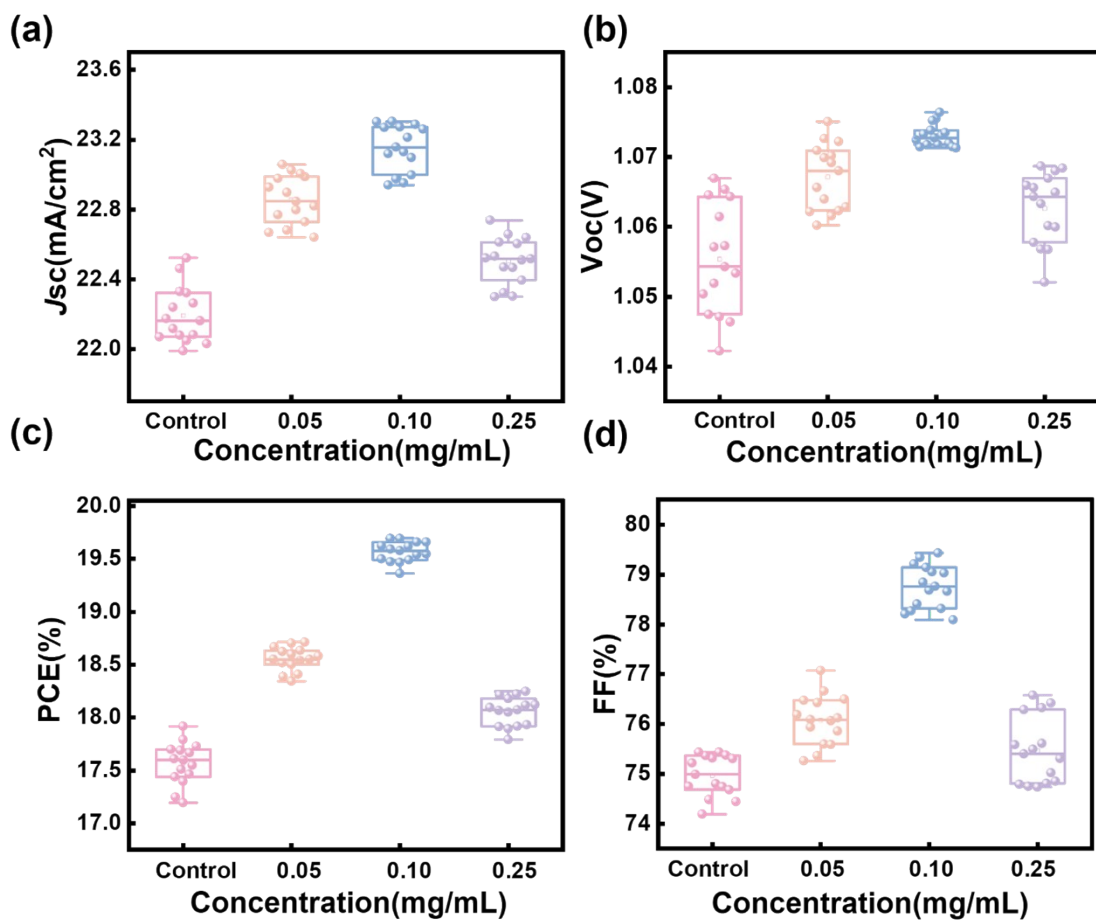 (a)
23.6
23.2
22.8
22.4
22.0
Jsc(mA/cm²)
Control 0.05 0.10 0.25
Concentration(mg/mL)
(b)
1.08
1.07
1.06
1.05
1.04
Voc(V)
Control 0.05 0.10 0.25
Concentration(mg/mL)
(c)
20.0
19.5
19.0
18.5
18.0
17.5
17.0
PCE(%)
Control 0.05 0.10 0.25
Concentration(mg/mL)
(d)
80
79
78
77
76
75
74
FF(%)
Control 0.05 0.10 0.25
Concentration(mg/mL)